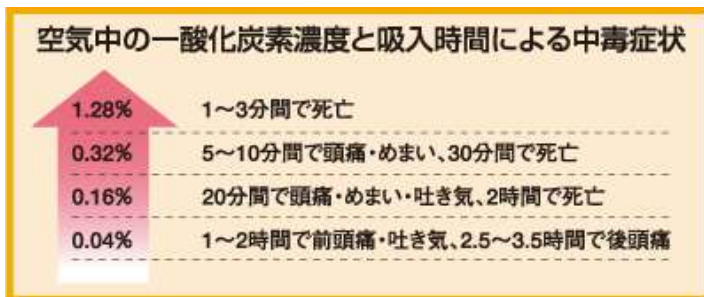 空気中の一酸化炭素濃度と吸入時間による中毒症状
1.28% 1〜3分間で死亡
0.32% 5〜10分間で頭痛・めまい、30分間で死亡
0.16% 20分間で頭痛・めまい・吐き気、2時間で死亡
0.04% 1〜2時間で前頭痛・吐き気、2.5〜3.5時間で後頭痛